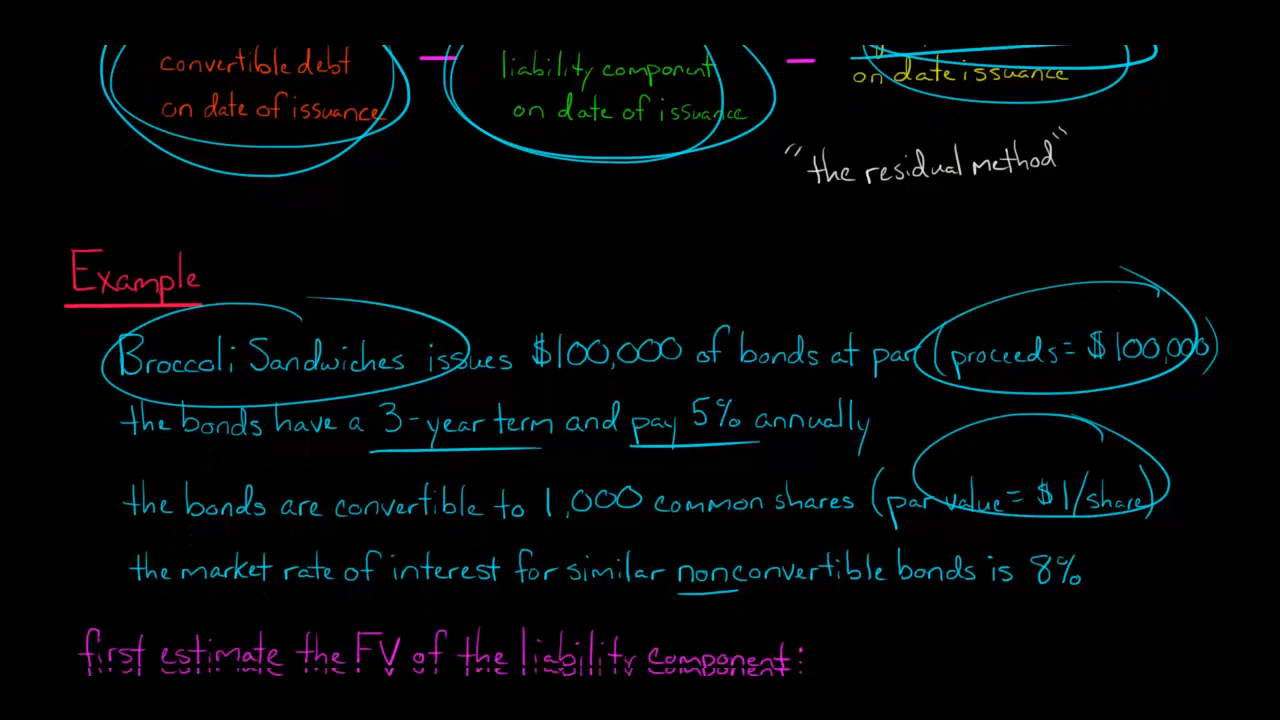 convertible debt
on date of issuance
—
liability component
on date of issuance
—
on date issuance
"the residual method"
Example
Broccoli Sandwiches issues $100,000 of bonds at par (proceeds = $100,000)
the bonds have a 3-year term and pay 5% annually
the bonds are convertible to 1,000 common shares (par value = $1/share)
the market rate of interest for similar nonconvertible bonds is 8%
first estimate the FV of the liability component: